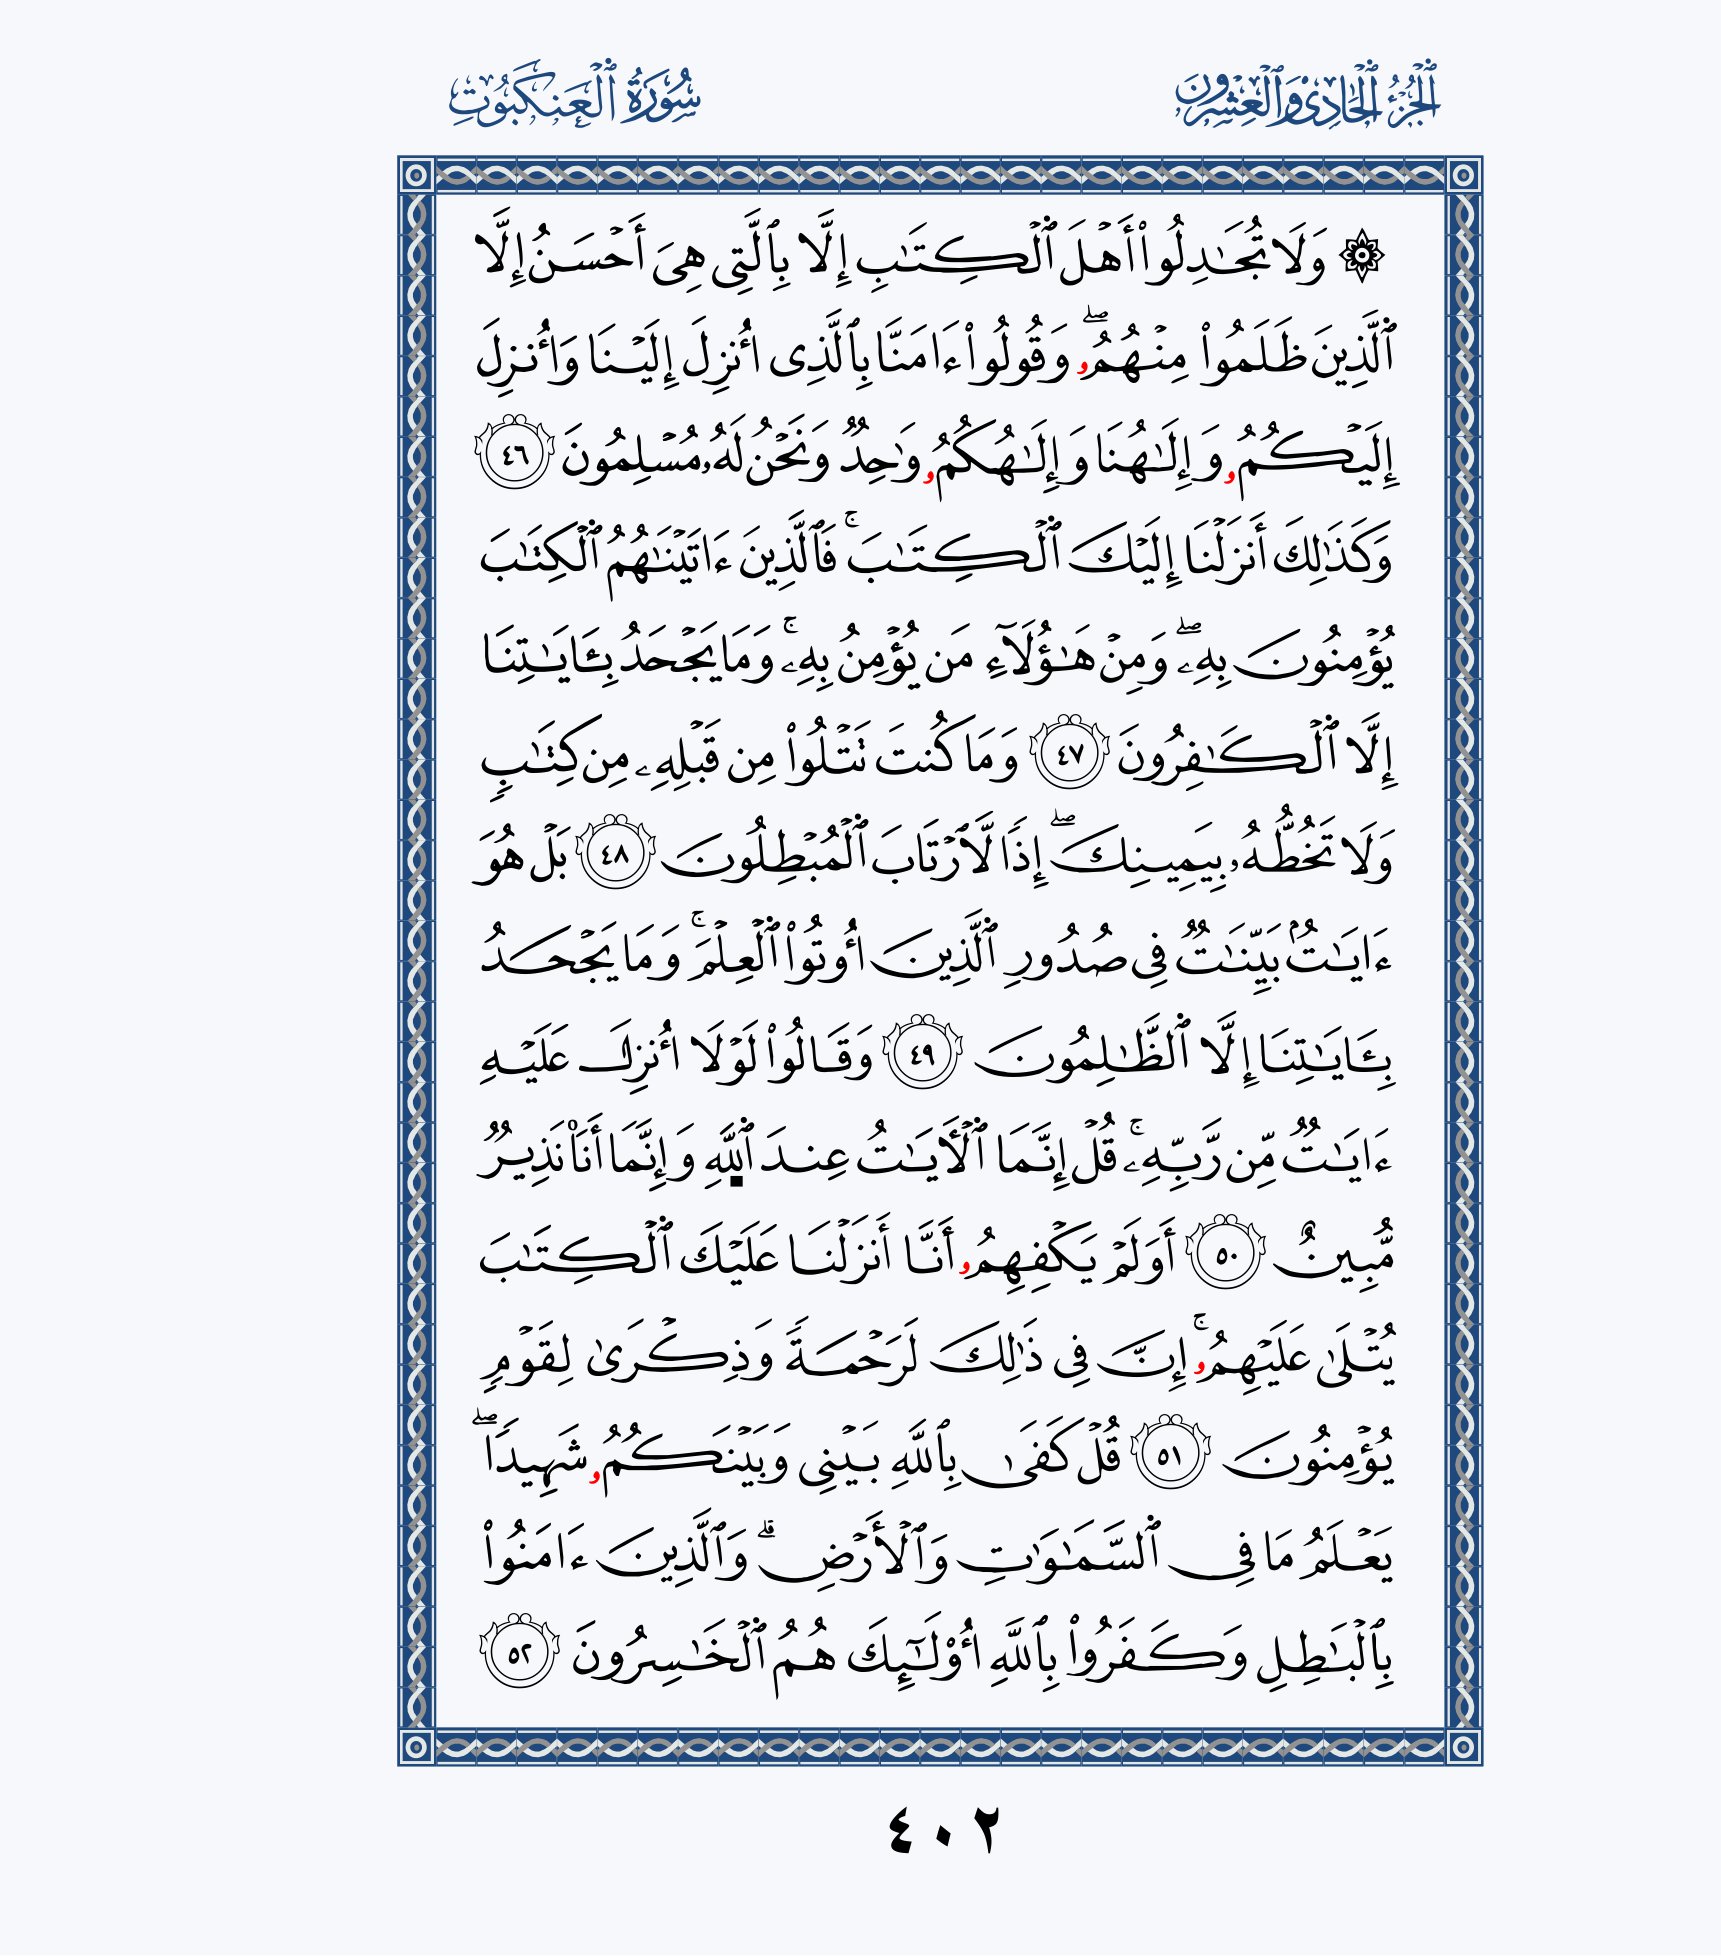 الجُزْءُ الحَادِي وَالْعِشْرُونَ
سُورَةُ الْعَنكَبُوتِ
۞ وَلَا تُجَٰدِلُوٓاْ أَهْلَ ٱلْكِتَٰبِ إِلَّا بِٱلَّتِى هِىَ أَحْسَنُ إِلَّا
ٱلَّذِينَ ظَلَمُواْ مِنْهُمُۥۖ وَقُولُوٓاْ ءَامَنَّا بِٱلَّذِىٓ أُنزِلَ إِلَيْنَا وَأُنزِلَ
إِلَيْكُمُۥ وَإِلَٰهُنَا وَإِلَٰهُكُمُۥ وَٰحِدٌ وَنَحْنُ لَهُۥ مُسْلِمُونَ ٤٦
وَكَذَٰلِكَ أَنزَلْنَآ إِلَيْكَ ٱلْكِتَٰبَۚ فَٱلَّذِينَ ءَاتَيْنَٰهُمُ ٱلْكِتَٰبَ
يُؤْمِنُونَ بِهِۦۖ وَمِنْ هَٰٓؤُلَآءِ مَن يُؤْمِنُ بِهِۦۚ وَمَا يَجْحَدُ بِـَٔايَٰتِنَآ
إِلَّا ٱلْكَٰفِرُونَ ٤٧ وَمَا كُنتَ تَتْلُواْ مِن قَبْلِهِۦ مِن كِتَٰبٍ
وَلَا تَخُطُّهُۥ بِيَمِينِكَۖ إِذًا لَّٱرْتَابَ ٱلْمُبْطِلُونَ ٤٨ بَلْ هُوَ
ءَايَٰتٌۢ بَيِّنَٰتٌ فِى صُدُورِ ٱلَّذِينَ أُوتُواْ ٱلْعِلْمَۚ وَمَا يَجْحَدُ
بِـَٔايَٰتِنَآ إِلَّا ٱلظَّٰلِمُونَ ٤٩ وَقَالُواْ لَوْلَآ أُنزِلَ عَلَيْهِ
ءَايَٰتٌ مِّن رَّبِّهِۦۚ قُلْ إِنَّمَا ٱلْأٓيَٰتُ عِندَ ٱللَّهِ وَإِنَّمَآ أَنَا۠ نَذِيرٌ
مُّبِينٌ ٥٠ أَوَلَمْ يَكْفِهِمُۥٓ أَنَّآ أَنزَلْنَا عَلَيْكَ ٱلْكِتَٰبَ
يُتْلَىٰ عَلَيْهِمُۥۚ إِنَّ فِى ذَٰلِكَ لَرَحْمَةً وَذِكْرَىٰ لِقَوْمٍ
يُؤْمِنُونَ ٥١ قُلْ كَفَىٰ بِٱللَّهِ بَيْنِى وَبَيْنَكُمُۥ شَهِيدًاۖ
يَعْلَمُ مَا فِى ٱلسَّمَٰوَٰتِ وَٱلْأَرْضِۗ وَٱلَّذِينَ ءَامَنُواْ
بِٱلْبَٰطِلِ وَكَفَرُواْ بِٱللَّهِ أُوْلَٰٓئِكَ هُمُ ٱلْخَٰسِرُونَ ٥٢
٤٠٢